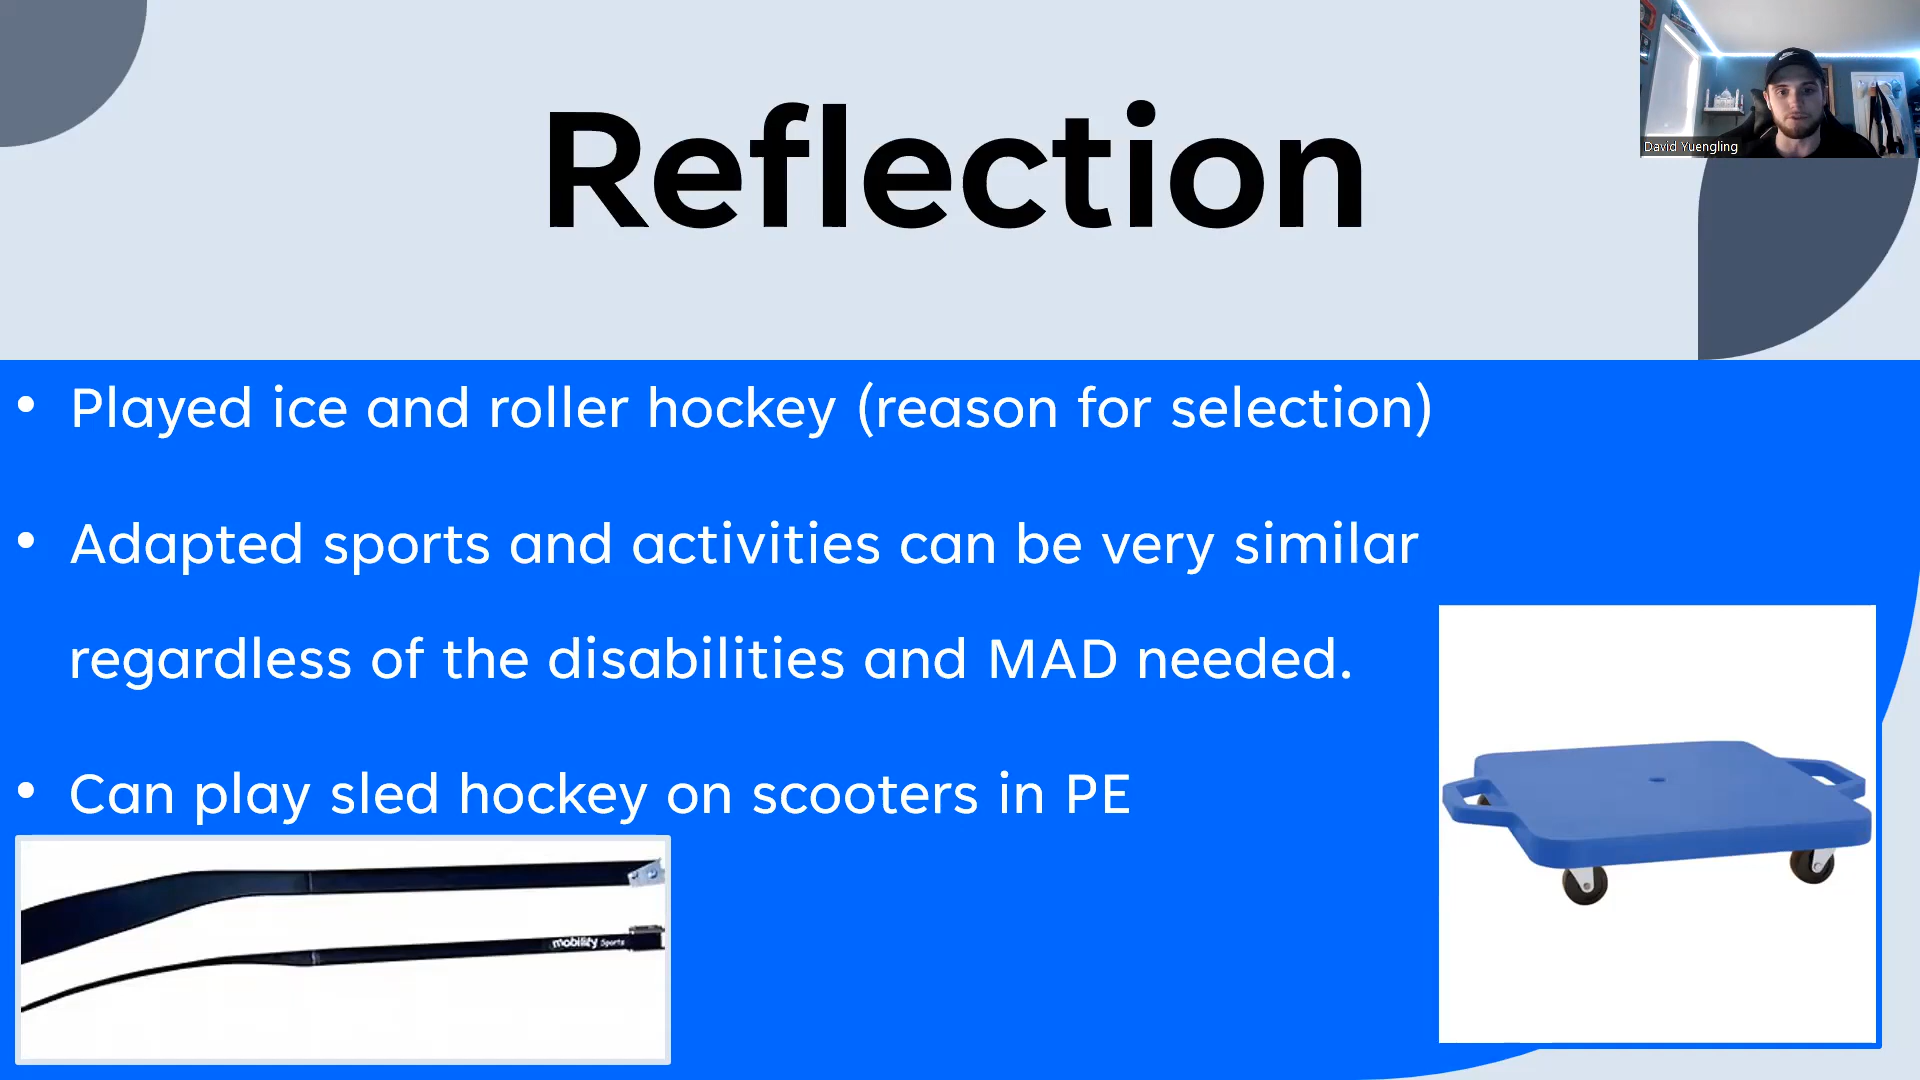 Reflection
David Yuengling
• Played ice and roller hockey (reason for selection)
• Adapted sports and activities can be very similar
regardless of the disabilities and MAD needed.
• Can play sled hockey on scooters in PE
mobility Sports